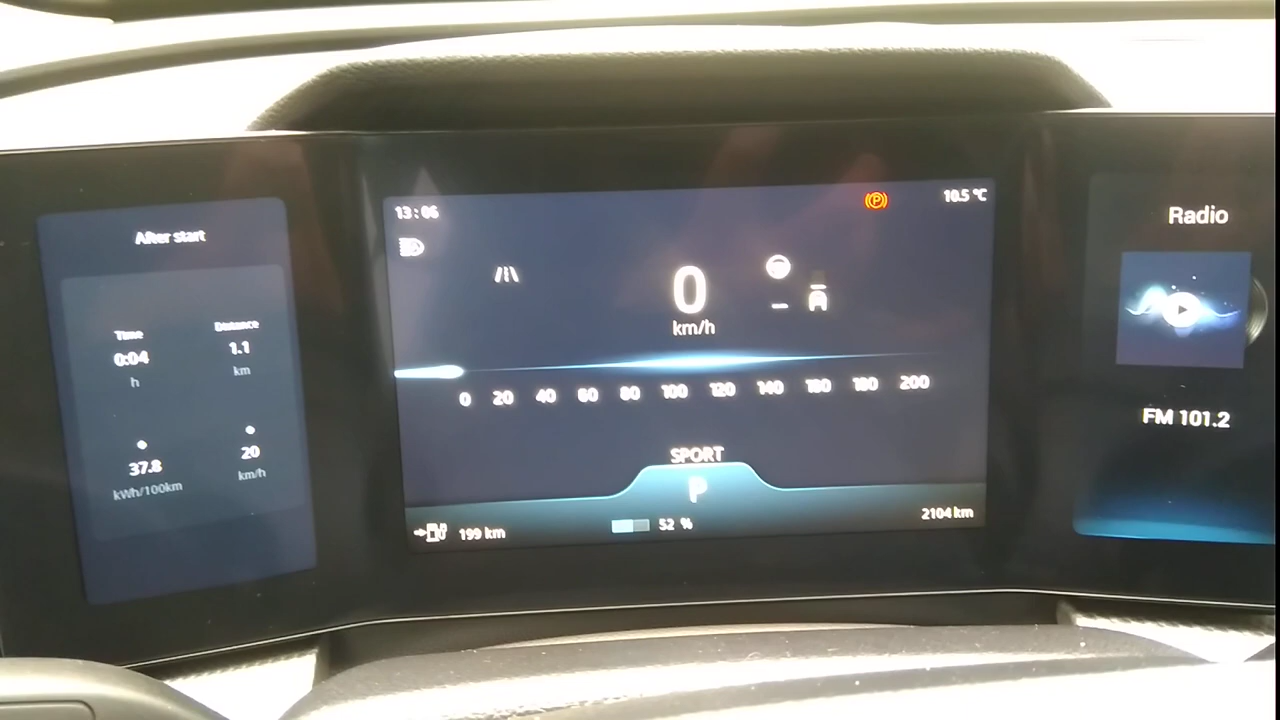 After start
Time
0:04
h
Distance
1.1
km
37.8
kWh/100km
20
km/h
13:06
P
10.5 °C
0
km/h
0 20 40 60 80 100 120 140 160 180 200
SPORT
P
199 km
52 %
2104 km
Radio
FM 101.2